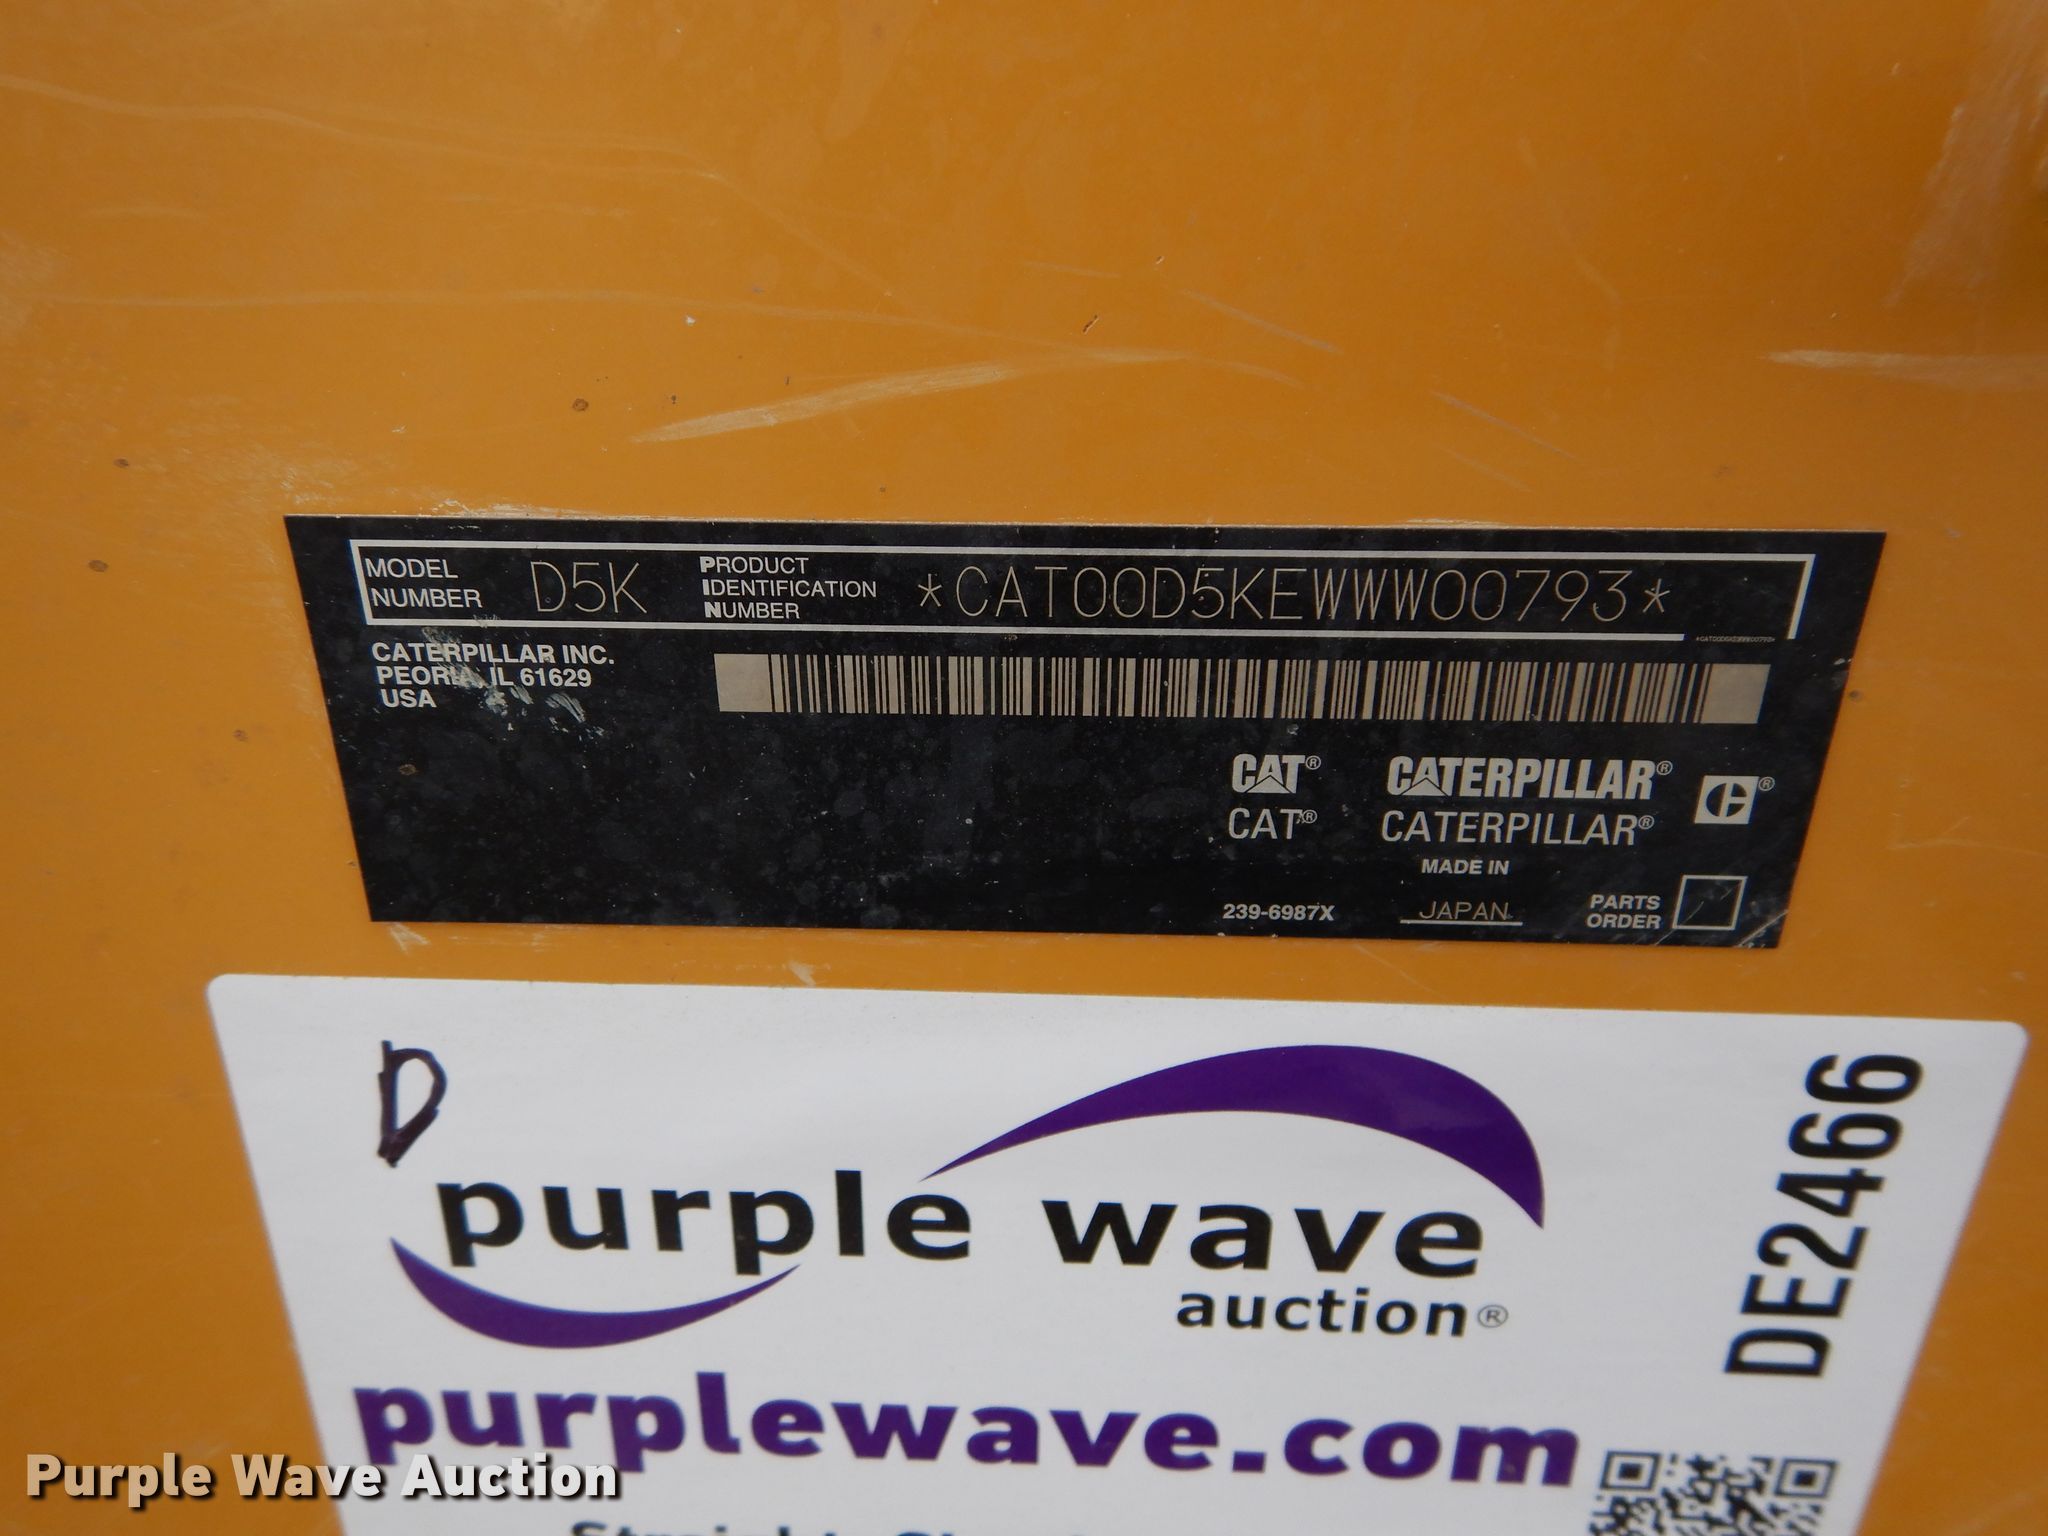 MODEL NUMBER D5K PRODUCT IDENTIFICATION NUMBER *CAT00D5KEWWW00793*
*CAT00D5KEWWW00793*
CATERPILLAR INC.
PEORIA, IL 61629
USA
CAT® CATERPILLAR® C®
CAT® CATERPILLAR®
MADE IN
239-6987X JAPAN PARTS ORDER
D
purple wave
auction®
DE2466
purplewave.com
Purple Wave Auction